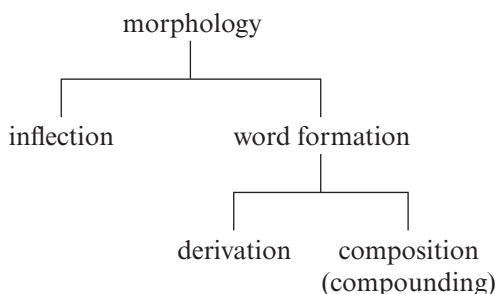 morphology
inflection word formation
derivation composition
(compounding)